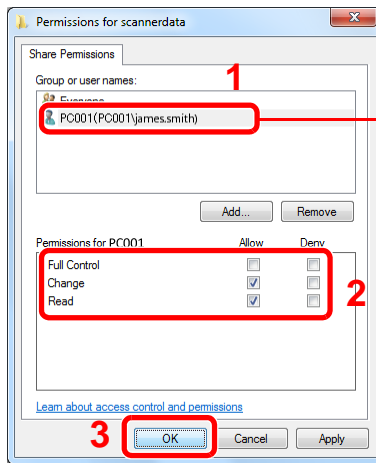 Permissions for scannerdata
Share Permissions
Group or user names:
1
Everyone
PC001(PC001\james.smith)
Add... Remove
Permissions for PC001 Allow Deny
Full Control
Change
Read
2
Learn about access control and permissions
3
OK Cancel Apply